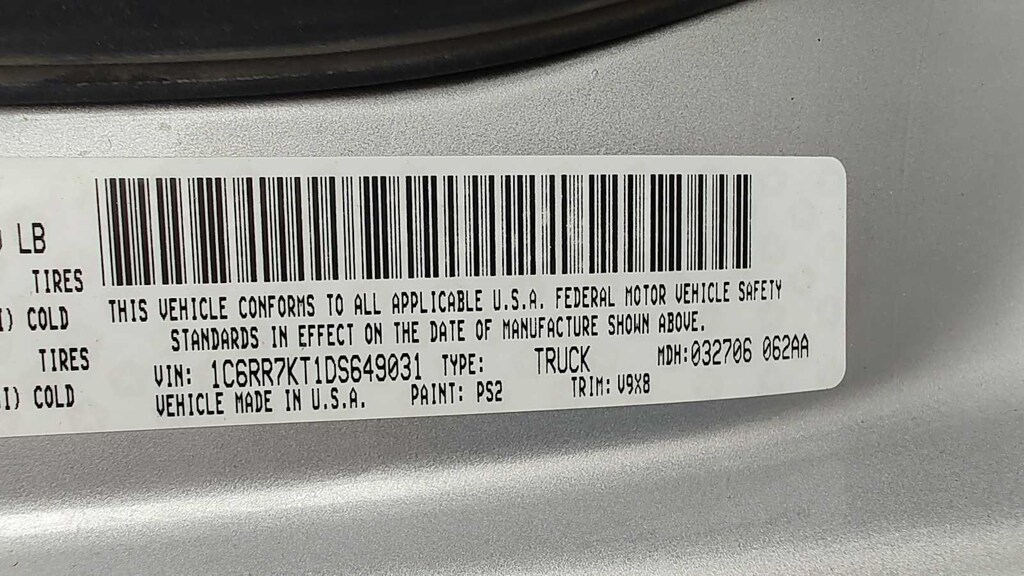 LB
TIRES
THIS VEHICLE CONFORMS TO ALL APPLICABLE U.S.A. FEDERAL MOTOR VEHICLE SAFETY
COLD
STANDARDS IN EFFECT ON THE DATE OF MANUFACTURE SHOWN ABOVE.
TIRES
VIN: 1C6RR7KT1DS649031 TYPE: TRUCK MDH:032706 062AA
COLD
VEHICLE MADE IN U.S.A. PAINT: PS2 TRIM: V9X8